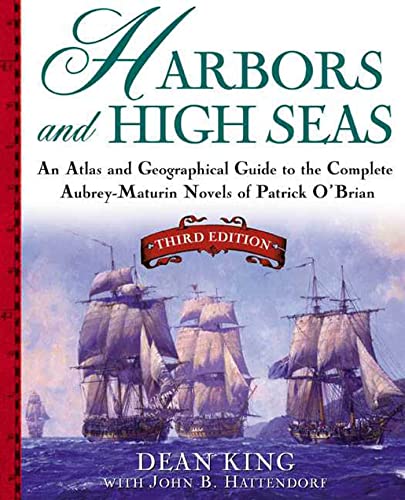 HARBORS
and HIGH SEAS
An Atlas and Geographical Guide to the Complete
Aubrey-Maturin Novels of Patrick O'Brian
THIRD EDITION
DEAN KING
WITH JOHN B. HATTENDORF